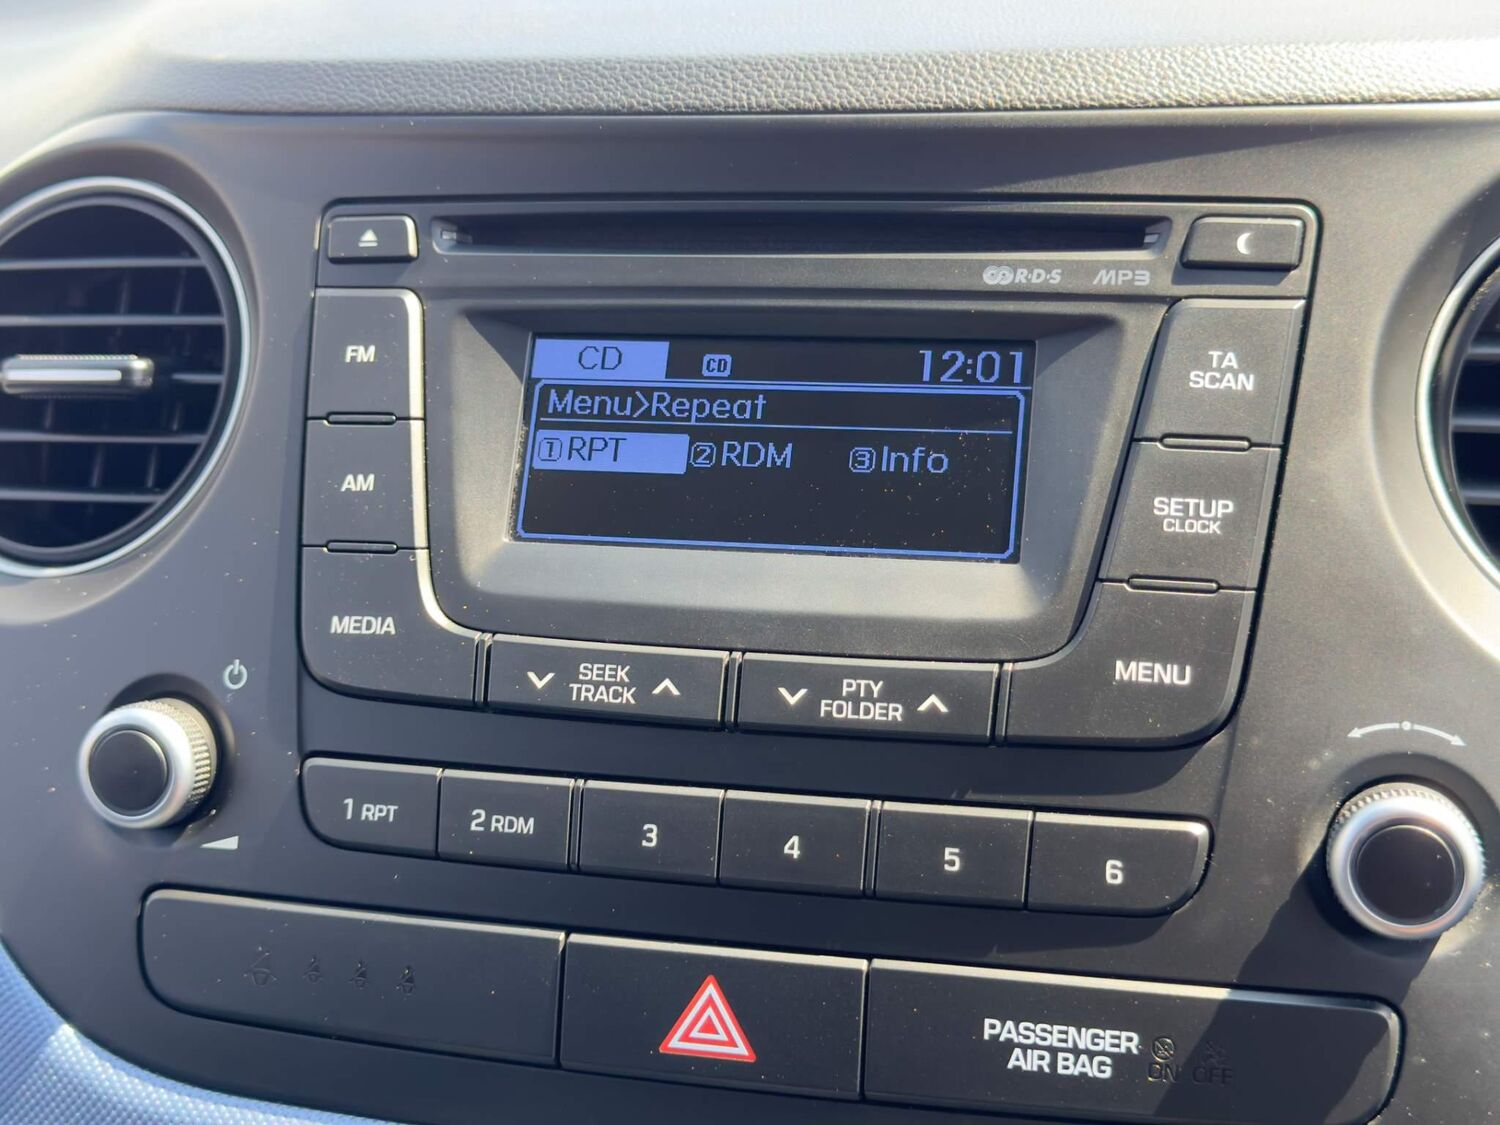 R·D·S MP3
FM
TA
SCAN
CD CD 12:01
Menu>Repeat
1 RPT 2 RDM 3 Info
AM
SETUP
CLOCK
MEDIA
SEEK
TRACK
PTY
FOLDER
MENU
1 RPT 2 RDM 3 4 5 6
PASSENGER
AIR BAG
ON OFF